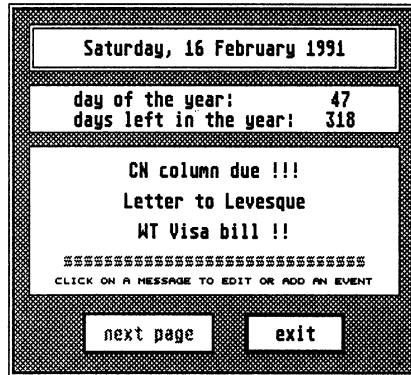 Saturday, 16 February 1991
day of the year: 47
days left in the year: 318
CN column due !!!
Letter to Levesque
WT Visa bill !!
$$$$$$$$$$$$$$$$$$$$$$$$$$$$$$
CLICK ON A MESSAGE TO EDIT OR ADD AN EVENT
next page exit